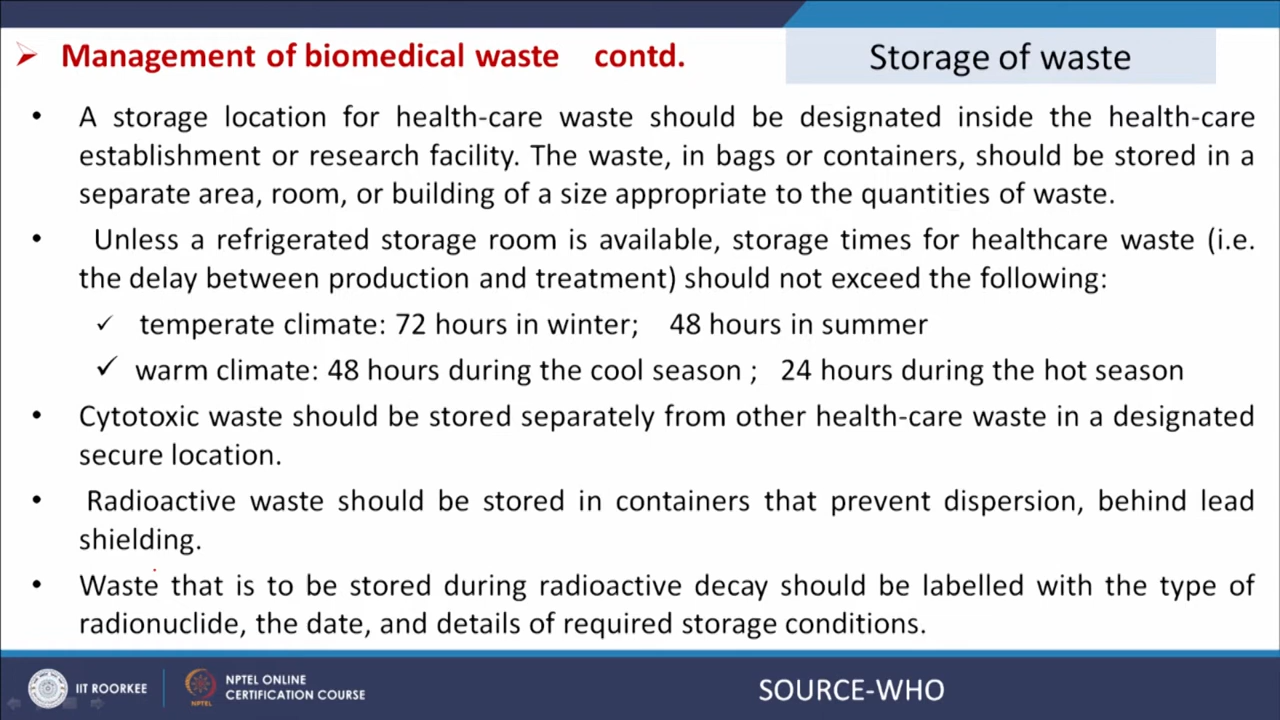 Management of biomedical waste contd.
Storage of waste
A storage location for health-care waste should be designated inside the health-care
establishment or research facility. The waste, in bags or containers, should be stored in a
separate area, room, or building of a size appropriate to the quantities of waste.
Unless a refrigerated storage room is available, storage times for healthcare waste (i.e.
the delay between production and treatment) should not exceed the following:
temperate climate: 72 hours in winter; 48 hours in summer
warm climate: 48 hours during the cool season ; 24 hours during the hot season
Cytotoxic waste should be stored separately from other health-care waste in a designated
secure location.
Radioactive waste should be stored in containers that prevent dispersion, behind lead
shielding.
Waste that is to be stored during radioactive decay should be labelled with the type of
radionuclide, the date, and details of required storage conditions.
IIT ROORKEE
NPTEL
NPTEL ONLINE
CERTIFICATION COURSE
SOURCE-WHO